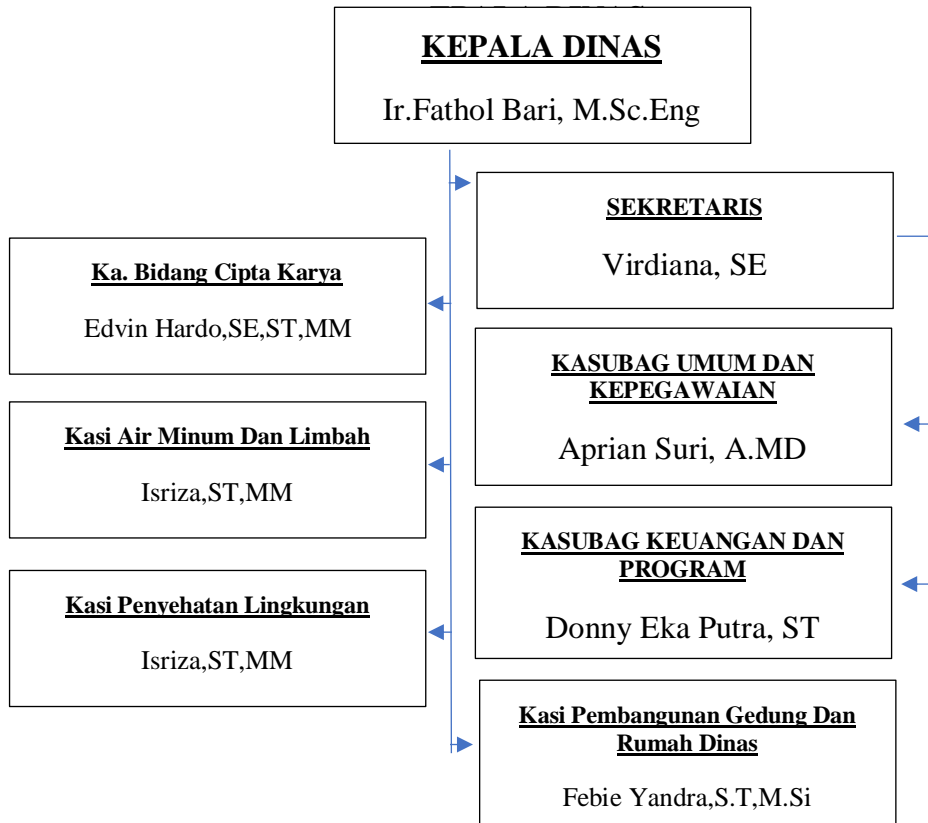 KEPALA DINAS
Ir.Fathol Bari, M.Sc.Eng
SEKRETARIS
Virdiana, SE
Ka. Bidang Cipta Karya
Edvin Hardo,SE,ST,MM
KASUBAG UMUM DAN
KEPEGAWAIAN
Aprian Suri, A.MD
Kasi Air Minum Dan Limbah
Isriza,ST,MM
KASUBAG KEUANGAN DAN
PROGRAM
Donny Eka Putra, ST
Kasi Penyehatan Lingkungan
Isriza,ST,MM
Kasi Pembangunan Gedung Dan
Rumah Dinas
Febie Yandra,S.T,M.Si